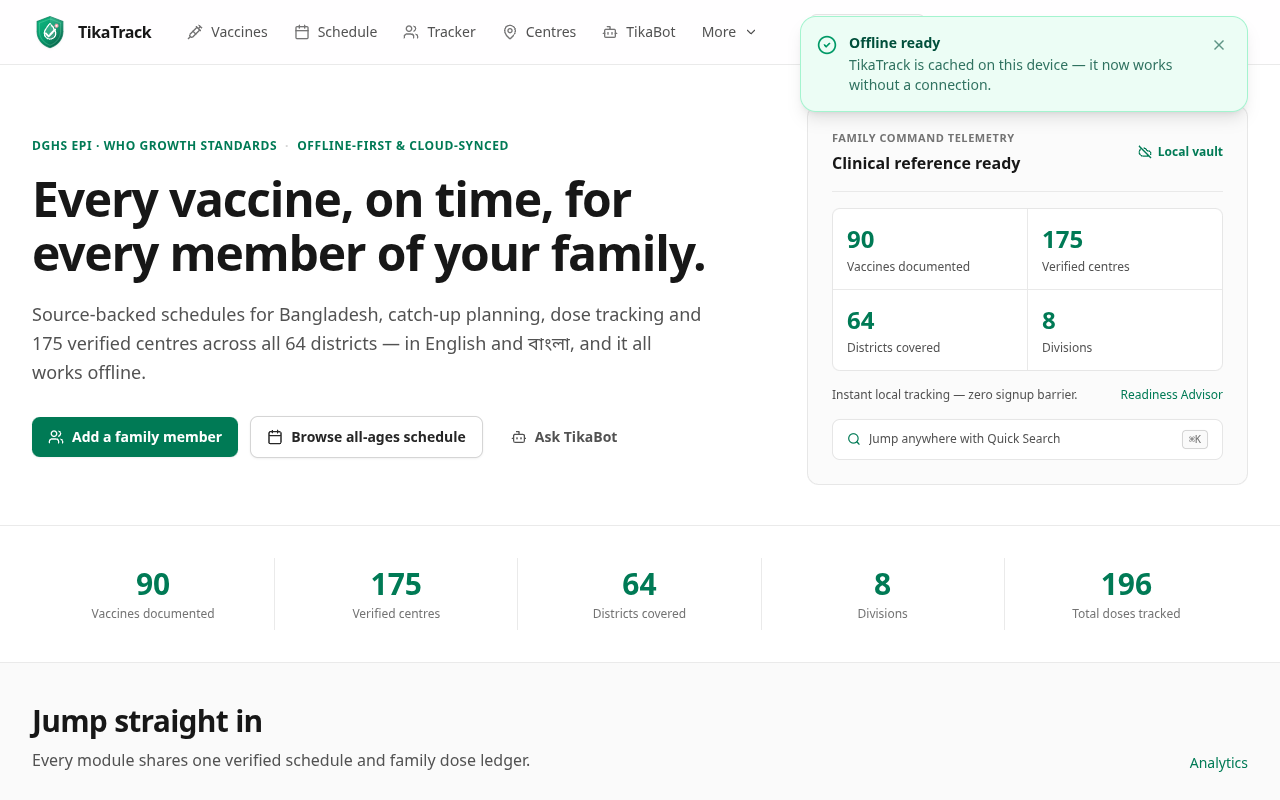 TikaTrack
Vaccines
Schedule
Tracker
Centres
TikaBot
More
Offline ready
TikaTrack is cached on this device — it now works
without a connection.
DGHS EPI · WHO GROWTH STANDARDS · OFFLINE-FIRST & CLOUD-SYNCED
Every vaccine, on time, for
every member of your family.
Source-backed schedules for Bangladesh, catch-up planning, dose tracking and
175 verified centres across all 64 districts — in English and বাংলা, and it all
works offline.
Add a family member
Browse all-ages schedule
Ask TikaBot
FAMILY COMMAND TELEMETRY
Clinical reference ready
Local vault
90
Vaccines documented
175
Verified centres
64
Districts covered
8
Divisions
Instant local tracking — zero signup barrier.
Readiness Advisor
Jump anywhere with Quick Search
⌘K
90
Vaccines documented
175
Verified centres
64
Districts covered
8
Divisions
196
Total doses tracked
Jump straight in
Every module shares one verified schedule and family dose ledger.
Analytics